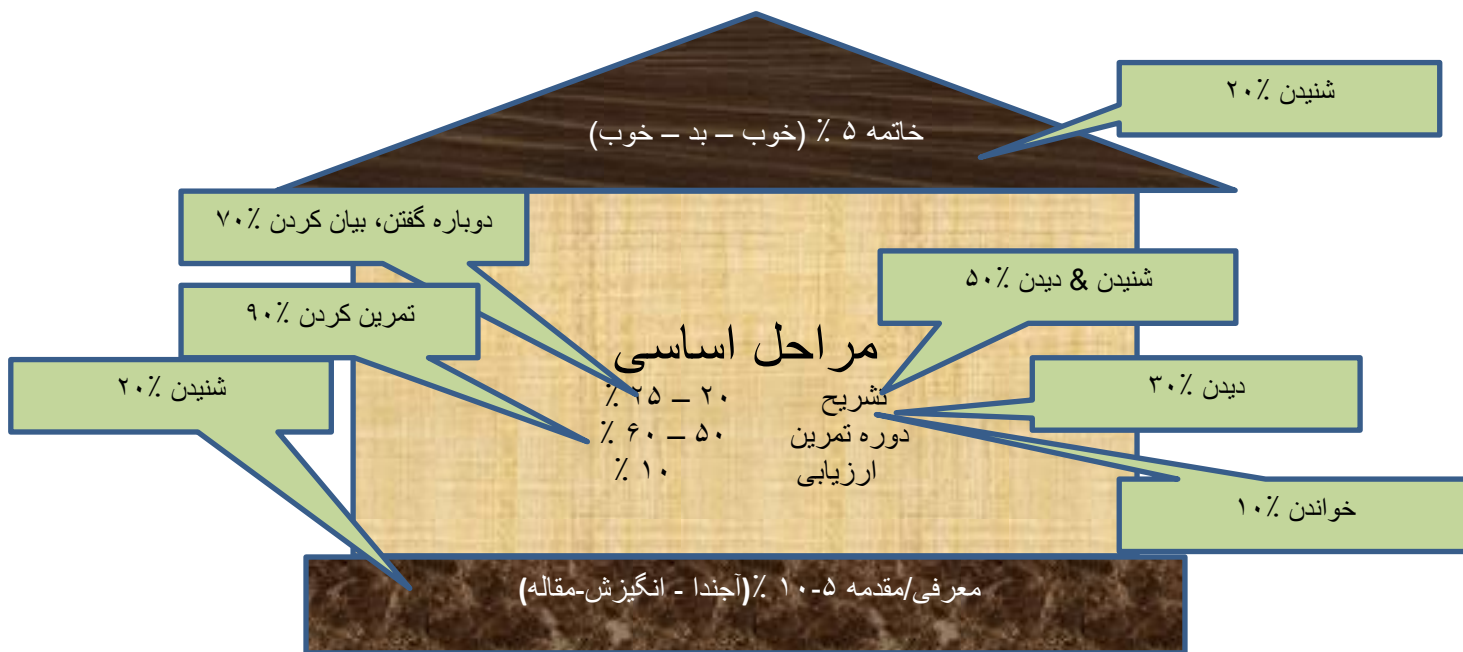 شنیدن ۲۰٪
خاتمه ۵ ٪ (خوب – بد – خوب)
دوباره گفتن، بیان کردن ۷۰٪
شنیدن & دیدن ۵۰٪
تمرین کردن ۹۰٪
مراحل اساسی
شنیدن ۲۰٪
دیدن ۳۰٪
تشریح ۲۰ – ۲۵ ٪
دوره تمرین ۵۰ – ۶۰ ٪
ارزیابی ۱۰ ٪
خواندن ۱۰٪
معرفی/مقدمه ۵-۱۰ ٪(آجندا - انگیزش-مقاله)